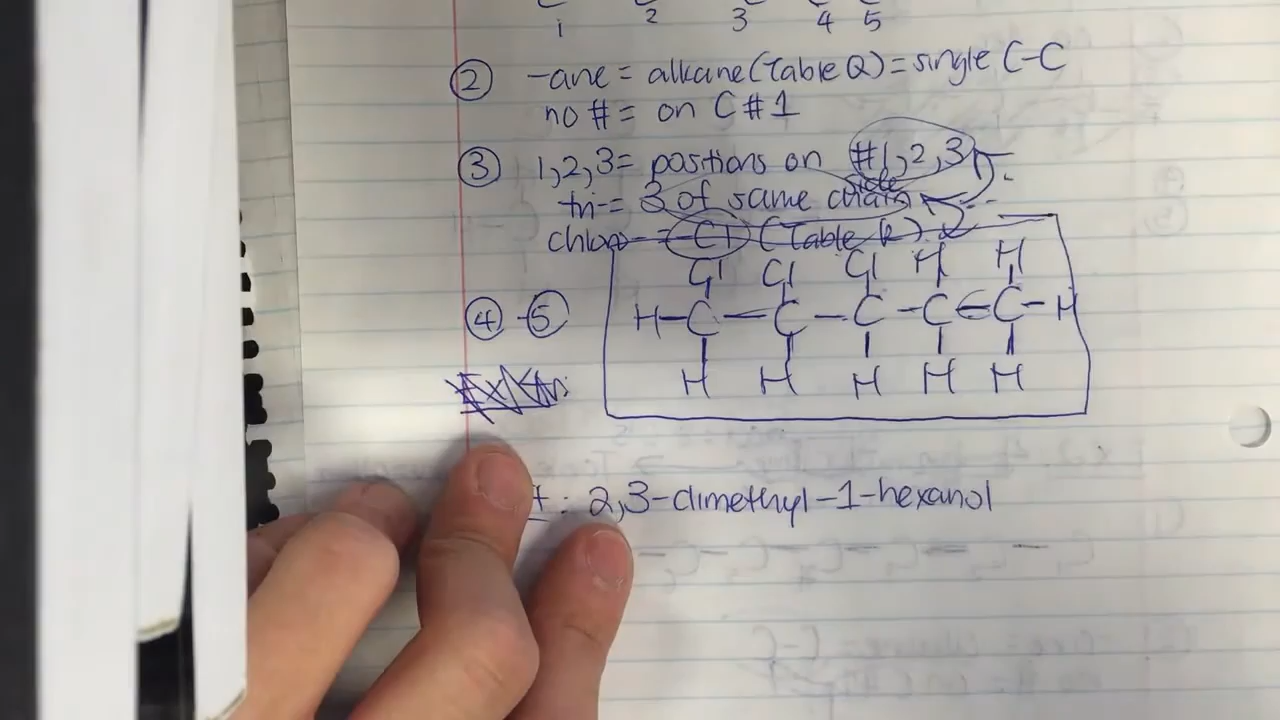 1 2 3 4 5
② -ane = alkane (Table Q) = single C-C
no # = on C # 1
③ 1,2,3 = postions on #1,2,3
tri- = 3 of same side chain
chloro- = Cl (Table R)
Cl Cl Cl H H
④ - ⑤ H-C-C-C-C-C-H
H H H H H
: 2,3-dimethyl-1-hexanol